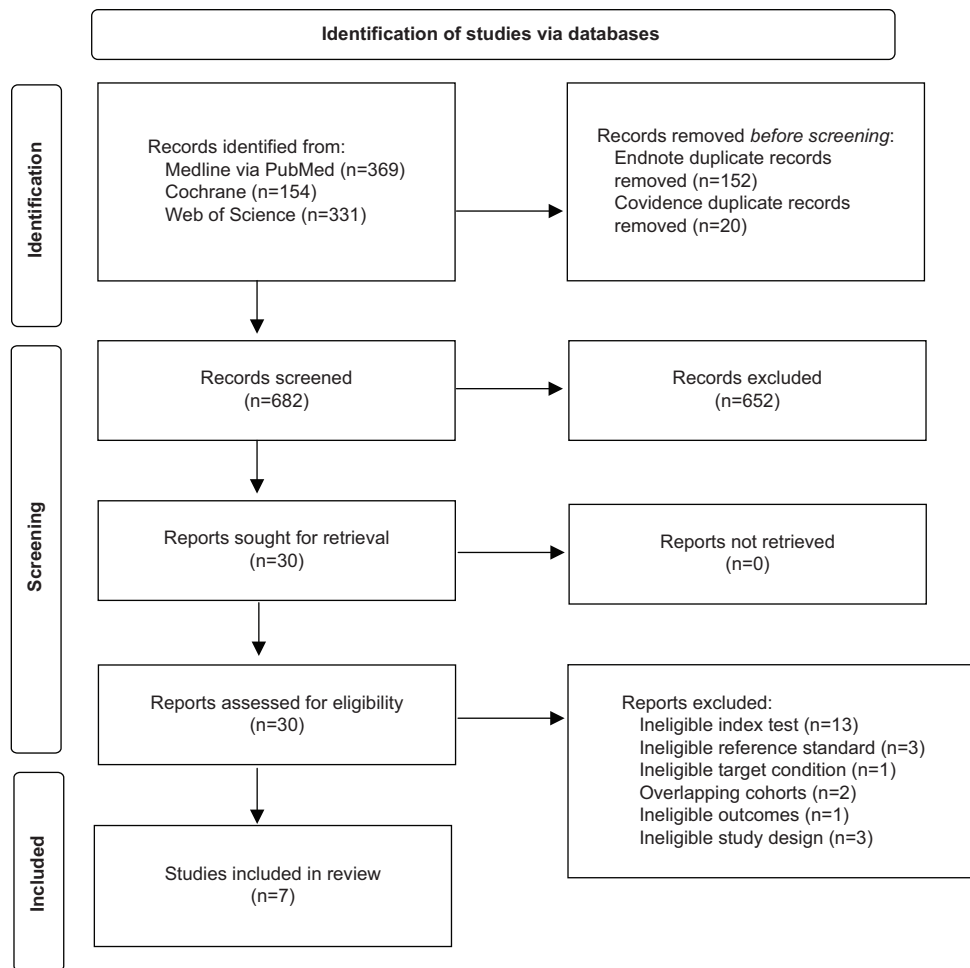 Identification of studies via databases
Identification
Records identified from:
Medline via PubMed (n=369)
Cochrane (n=154)
Web of Science (n=331)
Records removed before screening:
Endnote duplicate records
removed (n=152)
Covidence duplicate records
removed (n=20)
Screening
Records screened
(n=682)
Records excluded
(n=652)
Reports sought for retrieval
(n=30)
Reports not retrieved
(n=0)
Reports assessed for eligibility
(n=30)
Reports excluded:
Ineligible index test (n=13)
Ineligible reference standard (n=3)
Ineligible target condition (n=1)
Overlapping cohorts (n=2)
Ineligible outcomes (n=1)
Ineligible study design (n=3)
Included
Studies included in review
(n=7)